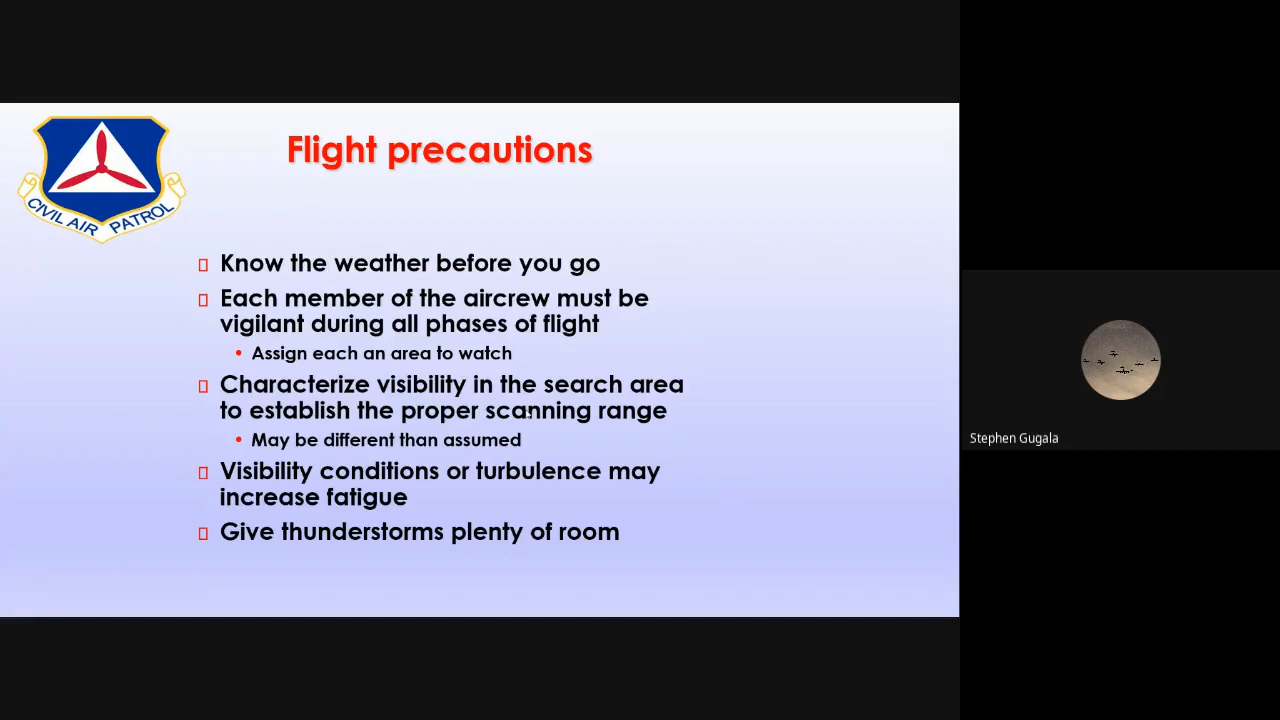 Flight precautions
CIVIL AIR PATROL
Know the weather before you go
Each member of the aircrew must be
vigilant during all phases of flight
• Assign each an area to watch
Characterize visibility in the search area
to establish the proper scanning range
• May be different than assumed
Visibility conditions or turbulence may
increase fatigue
Give thunderstorms plenty of room
Stephen Gugala